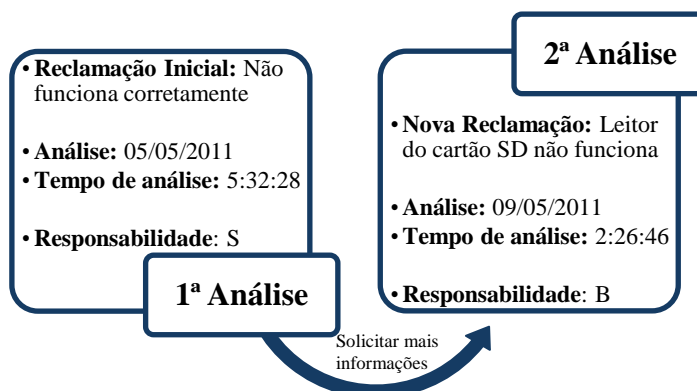 • Reclamação Inicial: Não
funciona corretamente
• Análise: 05/05/2011
• Tempo de análise: 5:32:28
• Responsabilidade: S
1ª Análise
Solicitar mais
informações
2ª Análise
• Nova Reclamação: Leitor
do cartão SD não funciona
• Análise: 09/05/2011
• Tempo de análise: 2:26:46
• Responsabilidade: B